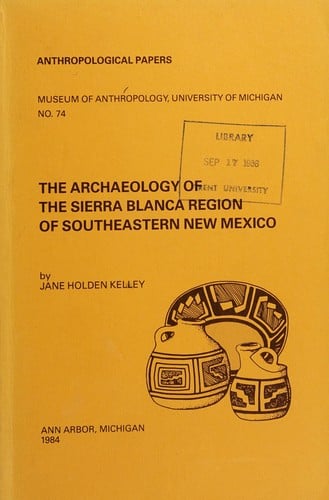 ANTHROPOLOGICAL PAPERS
MUSEUM OF ANTHROPOLOGY, UNIVERSITY OF MICHIGAN
NO. 74
LIBRARY
SEP 17 1986
TRENT UNIVERSITY
THE ARCHAEOLOGY OF
THE SIERRA BLANCA REGION
OF SOUTHEASTERN NEW MEXICO
by
JANE HOLDEN KELLEY
ANN ARBOR, MICHIGAN
1984